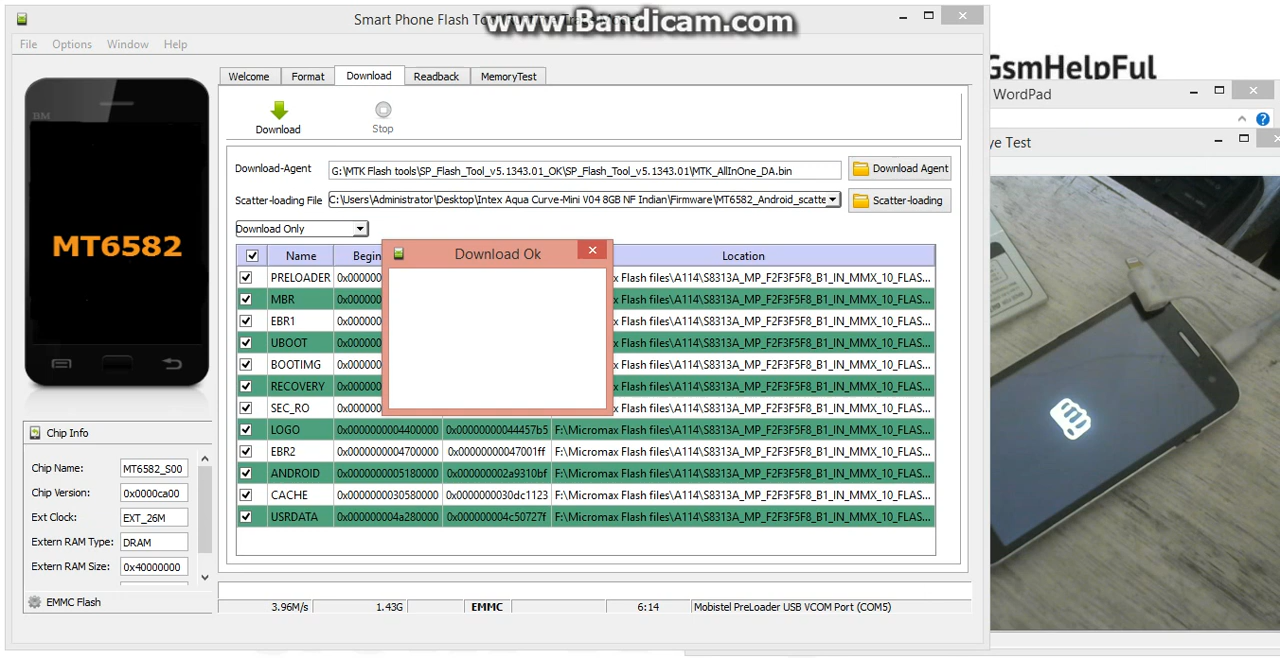 Smart Phone Flash To
www.Bandicam.com
File Options Window Help
GsmHelpFul
WordPad
ye Test
BM
MT6582
Welcome Format Download Readback MemoryTest
Download Stop
Download-Agent G:\MTK Flash tools\SP_Flash_Tool_v5.1343.01_OK\SP_Flash_Tool_v5.1343.01\MTK_AllInOne_DA.bin Download Agent
Scatter-loading File C:\Users\Administrator\Desktop\Intex Aqua Curve-Mini V04 8GB NF Indian\Firmware\MT6582_Android_scatte Scatter-loading
Download Only
Name Begin Location
Download Ok
PRELOADER 0x000000 x Flash files\A114\S8313A_MP_F2F3F5F8_B1_IN_MMX_10_FLAS...
MBR 0x000000 x Flash files\A114\S8313A_MP_F2F3F5F8_B1_IN_MMX_10_FLAS...
EBR1 0x000000 x Flash files\A114\S8313A_MP_F2F3F5F8_B1_IN_MMX_10_FLAS...
UBOOT 0x000000 x Flash files\A114\S8313A_MP_F2F3F5F8_B1_IN_MMX_10_FLAS...
BOOTIMG 0x000000 x Flash files\A114\S8313A_MP_F2F3F5F8_B1_IN_MMX_10_FLAS...
RECOVERY 0x000000 x Flash files\A114\S8313A_MP_F2F3F5F8_B1_IN_MMX_10_FLAS...
SEC_RO 0x000000 x Flash files\A114\S8313A_MP_F2F3F5F8_B1_IN_MMX_10_FLAS...
LOGO 0x0000000004400000 0x00000000044457b5 F:\Micromax Flash files\A114\S8313A_MP_F2F3F5F8_B1_IN_MMX_10_FLAS...
EBR2 0x0000000004700000 0x00000000047001ff F:\Micromax Flash files\A114\S8313A_MP_F2F3F5F8_B1_IN_MMX_10_FLAS...
ANDROID 0x0000000005180000 0x000000002a9310bf F:\Micromax Flash files\A114\S8313A_MP_F2F3F5F8_B1_IN_MMX_10_FLAS...
CACHE 0x0000000030580000 0x0000000030dc1123 F:\Micromax Flash files\A114\S8313A_MP_F2F3F5F8_B1_IN_MMX_10_FLAS...
USRDATA 0x000000004a280000 0x000000004c50727f F:\Micromax Flash files\A114\S8313A_MP_F2F3F5F8_B1_IN_MMX_10_FLAS...
Chip Info
Chip Name: MT6582_S00
Chip Version: 0x0000ca00
Ext Clock: EXT_26M
Extern RAM Type: DRAM
Extern RAM Size: 0x40000000
EMMC Flash
3.96M/s 1.43G EMMC 6:14 Mobistel PreLoader USB VCOM Port (COM5)